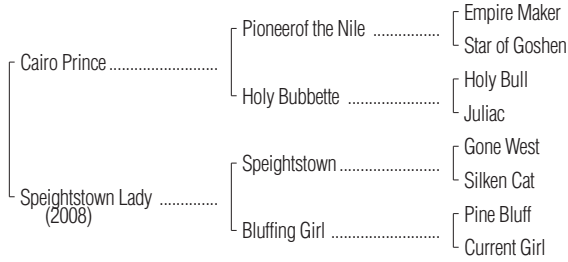 Empire Maker
Pioneerof the Nile ................
Star of Goshen
Cairo Prince ..........................
Holy Bull
Holy Bubbette ......................
Juliac
Gone West
Speightstown ........................
Silken Cat
Speightstown Lady ..............
(2008)
Pine Bluff
Bluffing Girl ..........................
Current Girl